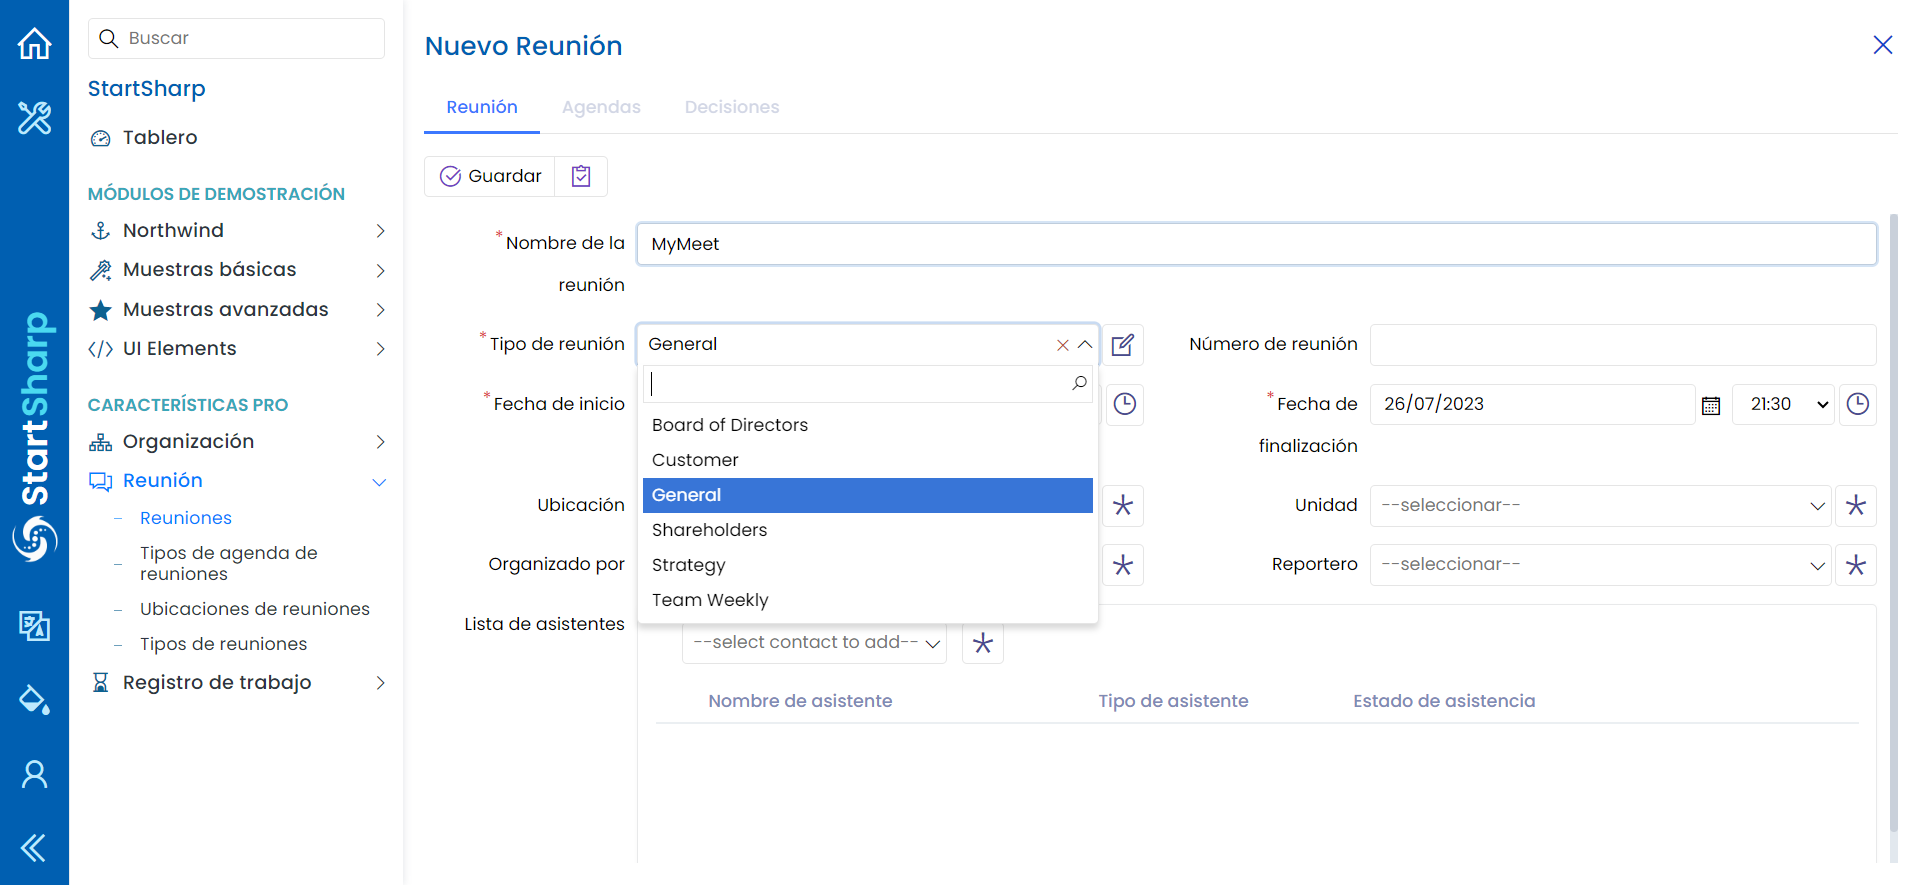 Buscar
StartSharp
Tablero
MÓDULOS DE DEMOSTRACIÓN
Northwind
Muestras básicas
Muestras avanzadas
UI Elements
CARACTERÍSTICAS PRO
Organización
Reunión
Reuniones
Tipos de agenda de
reuniones
Ubicaciones de reuniones
Tipos de reuniones
Registro de trabajo
StartSharp
Nuevo Reunión
Reunión Agendas Decisiones
Guardar
*Nombre de la
reunión
MyMeet
*Tipo de reunión
General
Número de reunión
*Fecha de inicio
*Fecha de
finalización
26/07/2023
21:30
Board of Directors
Customer
General
Shareholders
Strategy
Team Weekly
Ubicación
Unidad
--seleccionar--
Organizado por
Reportero
--seleccionar--
Lista de asistentes
--select contact to add--
Nombre de asistente Tipo de asistente Estado de asistencia